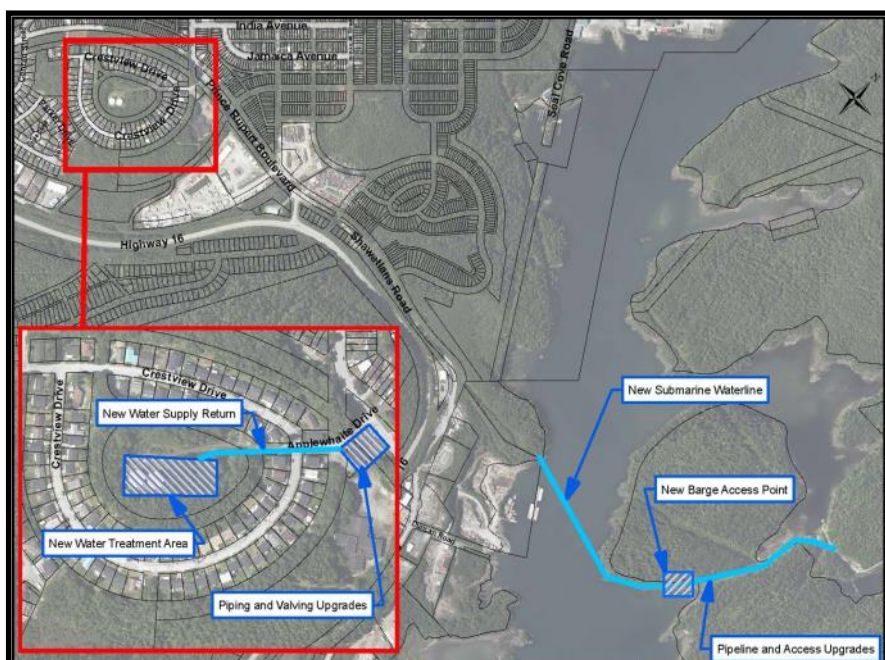 India Avenue
Jamaica Avenue
Crestview Drive
Crestview Drive
Prince Rupert Boulevard
Seal Cove Road
N
Highway 16
Shawatlans Road
Crestview Drive
Crestview Drive
New Water Supply Return
Applewhaite Drive
16
New Submarine Waterline
New Barge Access Point
New Water Treatment Area
Piping and Valving Upgrades
Pipeline and Access Upgrades